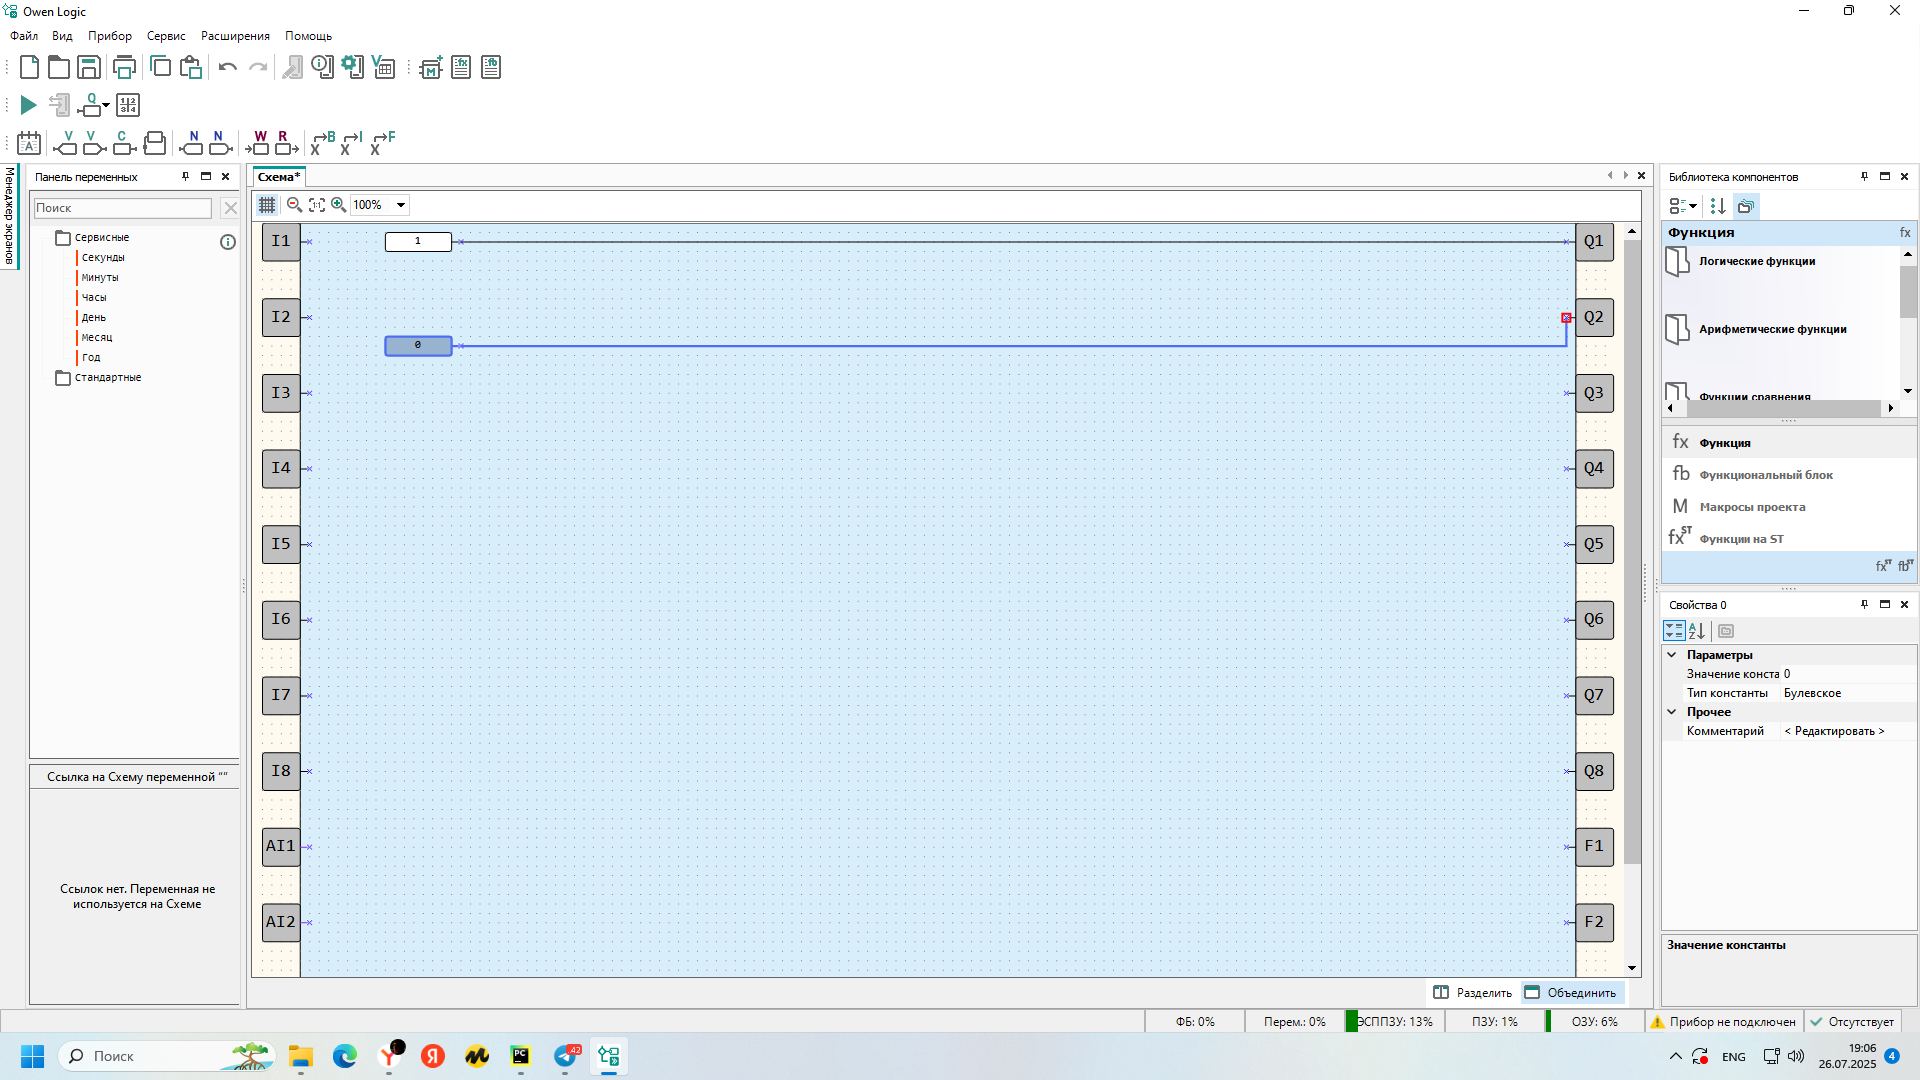 Owen Logic
Файл Вид Прибор Сервис Расширения Помощь
Менеджер экранов
Панель переменных
Поиск
Сервисные
Секунды
Минуты
Часы
День
Месяц
Год
Стандартные
Ссылка на Схему переменной ""
Ссылок нет. Переменная не
используется на Схеме
Схема*
100%
I1 1 Q1
I2 Q2
0
I3 Q3
I4 Q4
I5 Q5
I6 Q6
I7 Q7
I8 Q8
AI1 F1
AI2 F2
Разделить Объединить
Библиотека компонентов
Функция fx
Логические функции
Арифметические функции
Функции сравнения
fx Функция
fb Функциональный блок
M Макросы проекта
fx ST Функции на ST
fx ST fb ST
Свойства 0
Параметры
Значение конста 0
Тип константы Булевское
Прочее
Комментарий < Редактировать >
Значение константы
ФБ: 0% Перем.: 0% ЭСППЗУ: 13% ПЗУ: 1% ОЗУ: 6% Прибор не подключен Отсутствует
Поиск
ENG
19:06
26.07.2025
4